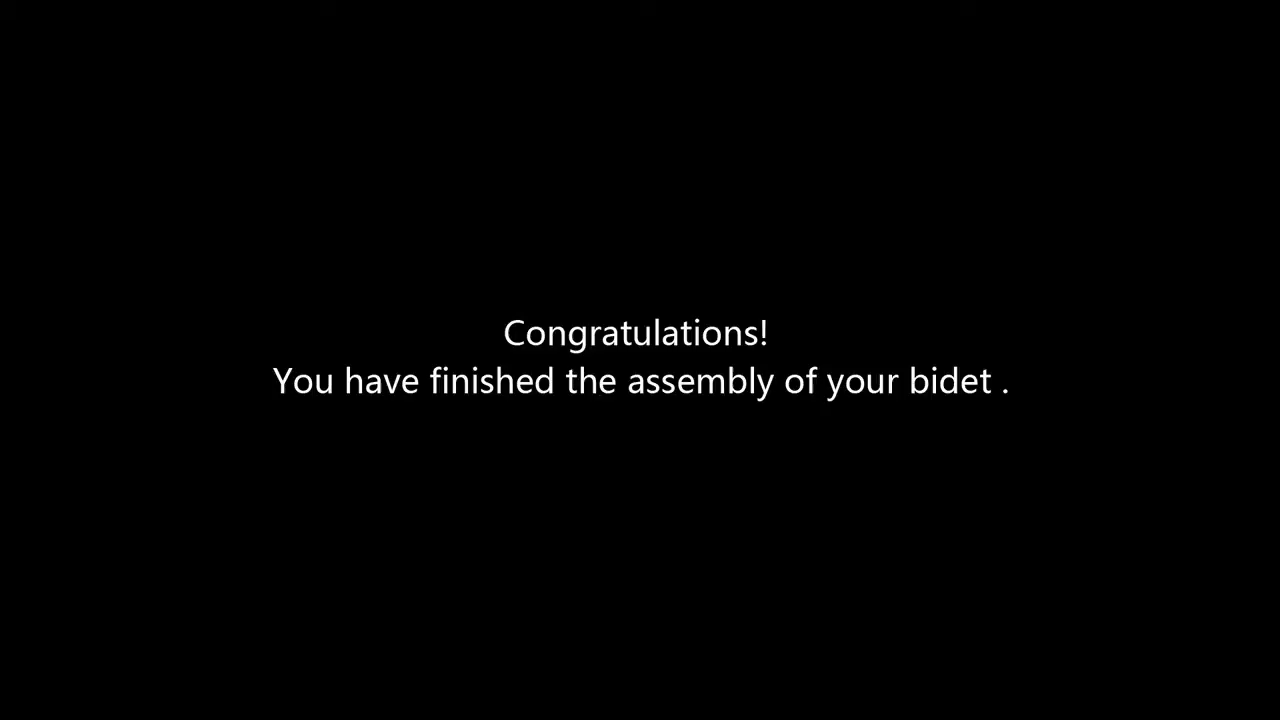 Congratulations!
You have finished the assembly of your bidet .